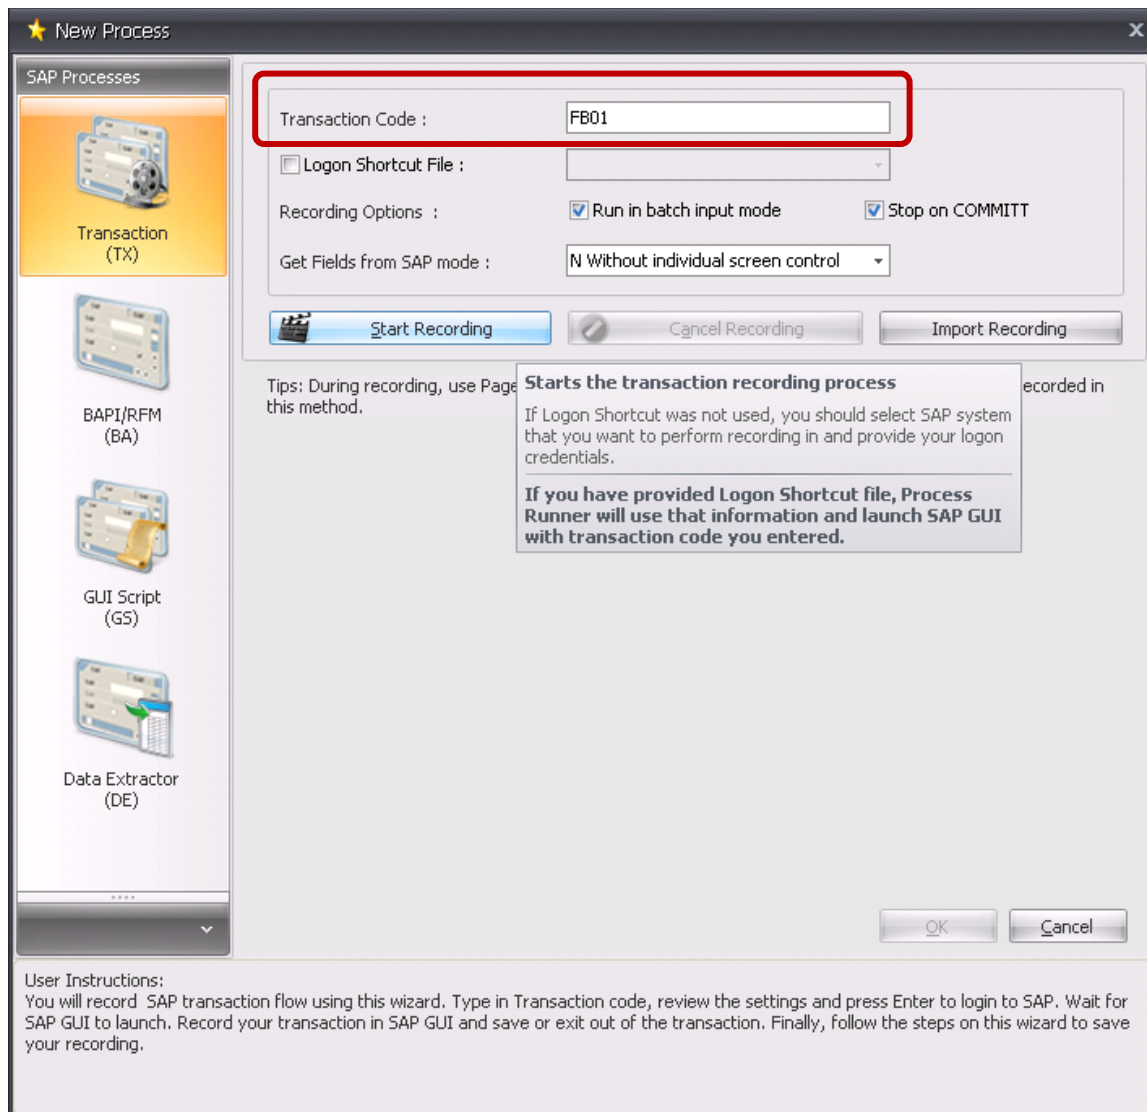 New Process
x
SAP Processes
Transaction
(TX)
BAPI/RFM
(BA)
GUI Script
(GS)
Data Extractor
(DE)
Transaction Code :
FB01
Logon Shortcut File :
Recording Options :
Run in batch input mode
Stop on COMMITT
Get Fields from SAP mode :
N Without individual screen control
Start Recording
Cancel Recording
Import Recording
Tips: During recording, use Page
ecorded in
this method.
Starts the transaction recording process
If Logon Shortcut was not used, you should select SAP system
that you want to perform recording in and provide your logon
credentials.
If you have provided Logon Shortcut file, Process
Runner will use that information and launch SAP GUI
with transaction code you entered.
OK
Cancel
User Instructions:
You will record SAP transaction flow using this wizard. Type in Transaction code, review the settings and press Enter to login to SAP. Wait for
SAP GUI to launch. Record your transaction in SAP GUI and save or exit out of the transaction. Finally, follow the steps on this wizard to save
your recording.